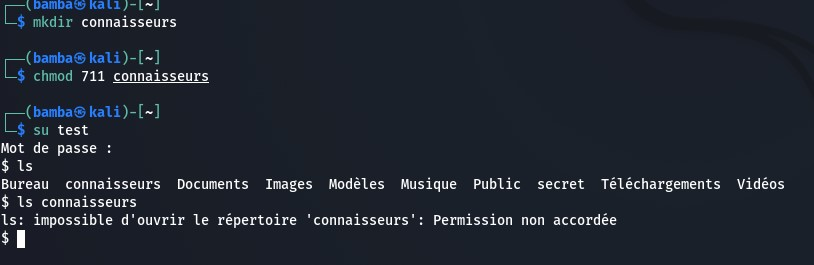 ┌──(bamba㉿kali)-[~]
└─$ mkdir connaisseurs
┌──(bamba㉿kali)-[~]
└─$ chmod 711 connaisseurs
┌──(bamba㉿kali)-[~]
└─$ su test
Mot de passe :
$ ls
Bureau  connaisseurs  Documents  Images  Modèles  Musique  Public  secret  Téléchargements  Vidéos
$ ls connaisseurs
ls: impossible d'ouvrir le répertoire 'connaisseurs': Permission non accordée
$